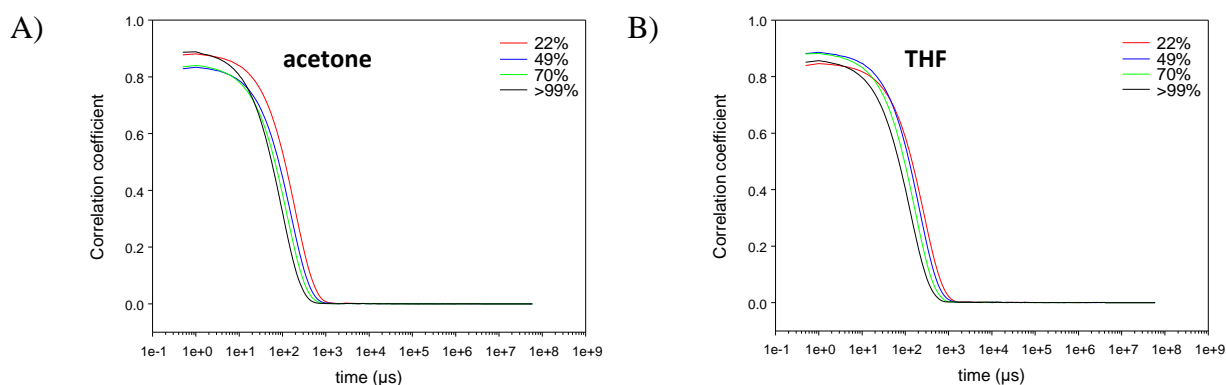 A)
acetone
22%
49%
70%
>99%
Correlation coefficient
1.0
0.8
0.6
0.4
0.2
0.0
1e-1 1e+0 1e+1 1e+2 1e+3 1e+4 1e+5 1e+6 1e+7 1e+8 1e+9
time (µs)
B)
THF
22%
49%
70%
>99%
Correlation coefficient
1.0
0.8
0.6
0.4
0.2
0.0
1e-1 1e+0 1e+1 1e+2 1e+3 1e+4 1e+5 1e+6 1e+7 1e+8 1e+9
time (µs)